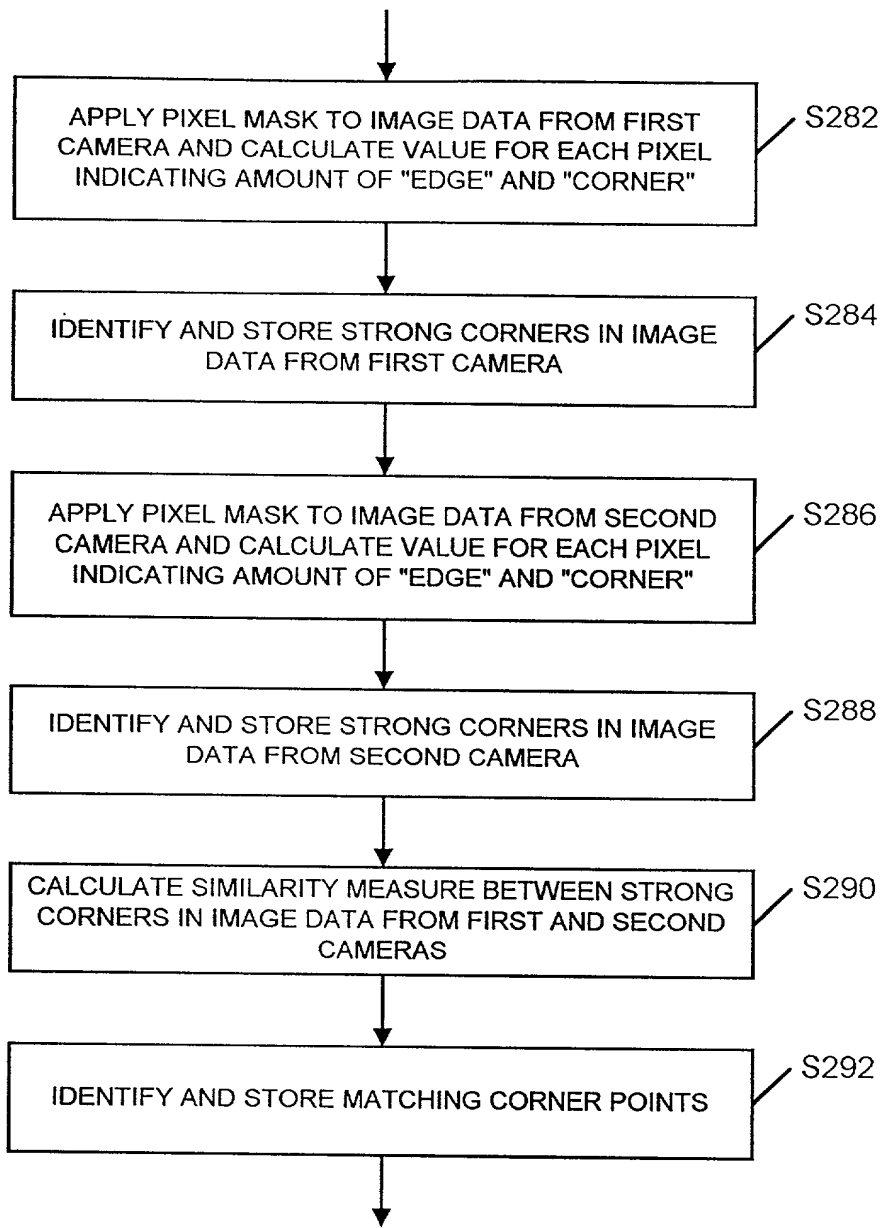 APPLY PIXEL MASK TO IMAGE DATA FROM FIRST
CAMERA AND CALCULATE VALUE FOR EACH PIXEL
INDICATING AMOUNT OF "EDGE" AND "CORNER"
S282
IDENTIFY AND STORE STRONG CORNERS IN IMAGE
DATA FROM FIRST CAMERA
S284
APPLY PIXEL MASK TO IMAGE DATA FROM SECOND
CAMERA AND CALCULATE VALUE FOR EACH PIXEL
INDICATING AMOUNT OF "EDGE" AND "CORNER"
S286
IDENTIFY AND STORE STRONG CORNERS IN IMAGE
DATA FROM SECOND CAMERA
S288
CALCULATE SIMILARITY MEASURE BETWEEN STRONG
CORNERS IN IMAGE DATA FROM FIRST AND SECOND
CAMERAS
S290
IDENTIFY AND STORE MATCHING CORNER POINTS
S292